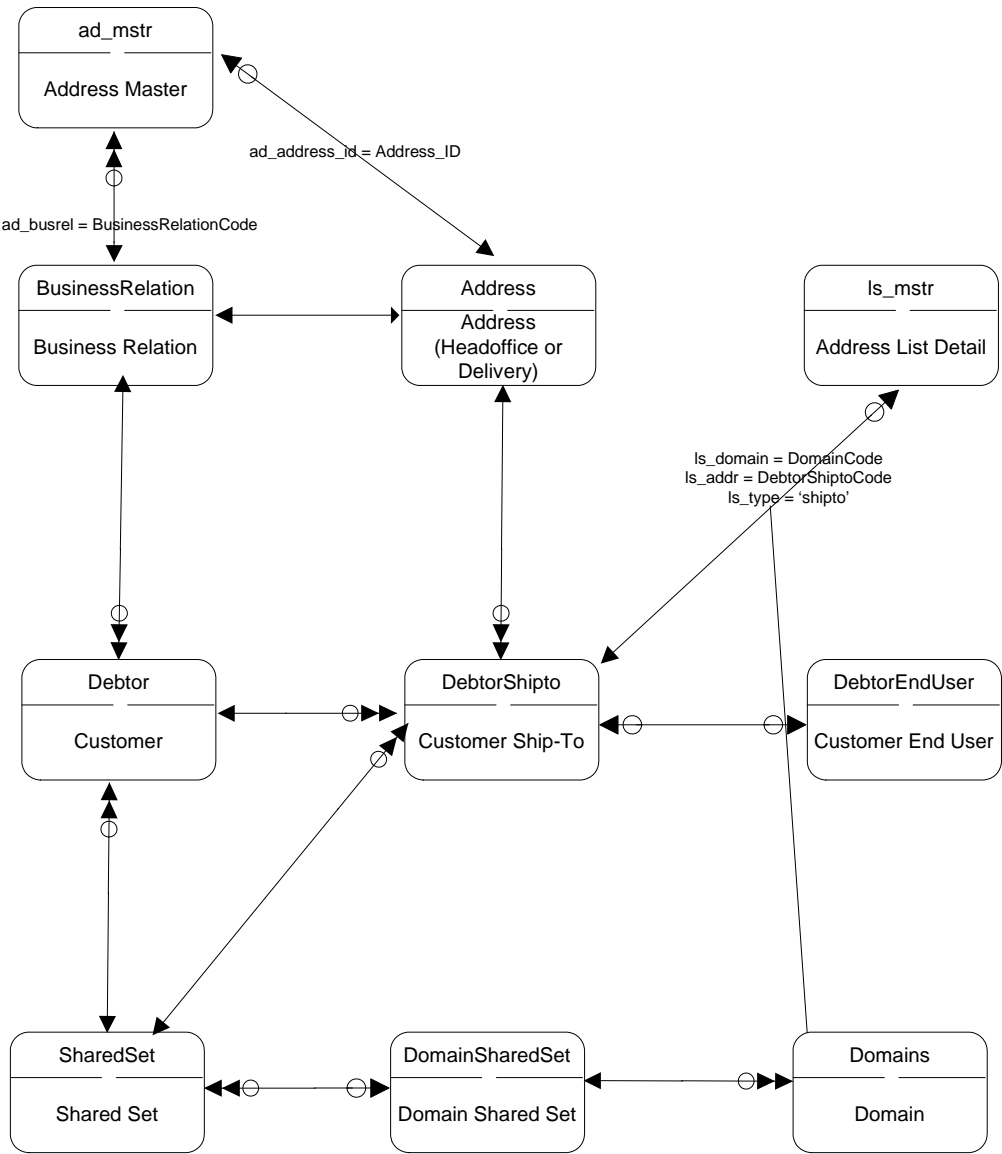 ad_mstr
Address Master
ad_address_id = Address_ID
ad_busrel = BusinessRelationCode
BusinessRelation
Business Relation
Address
Address
(Headoffice or
Delivery)
ls_mstr
Address List Detail
ls_domain = DomainCode
ls_addr = DebtorShiptoCode
ls_type = ‘shipto’
Debtor
Customer
DebtorShipto
Customer Ship-To
DebtorEndUser
Customer End User
SharedSet
Shared Set
DomainSharedSet
Domain Shared Set
Domains
Domain